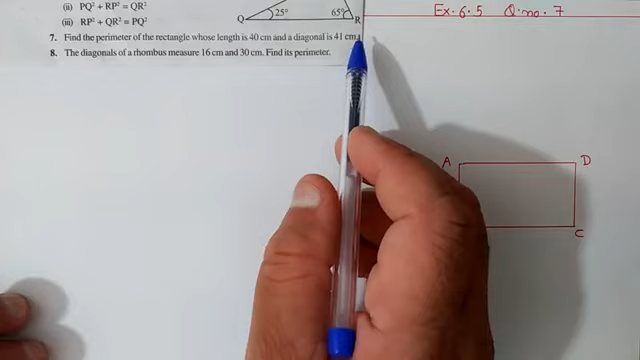 (ii) PQ² + RP² = QR²
(iii) RP² + QR² = PQ²
Q 25° 65° R
7. Find the perimeter of the rectangle whose length is 40 cm and a diagonal is 41 cm.
8. The diagonals of a rhombus measure 16 cm and 30 cm. Find its perimeter.
Ex. 6.5 Q. no. 7
A D
C